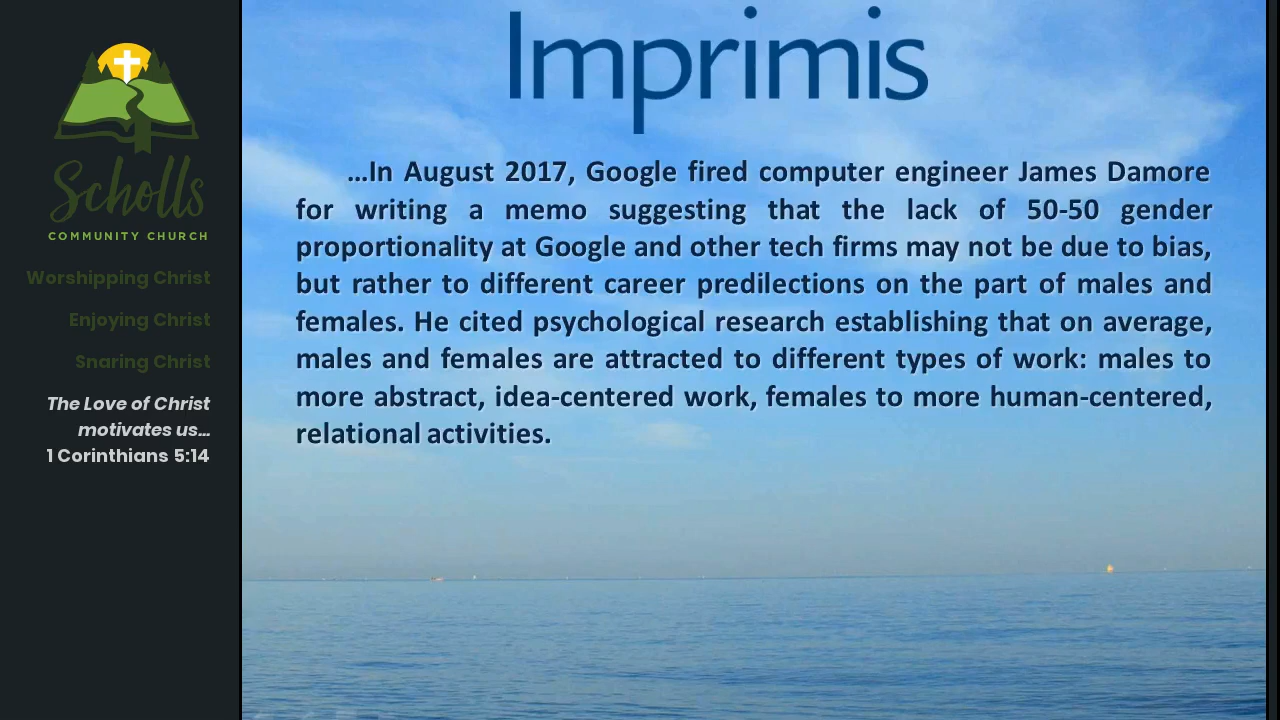 Scholls
COMMUNITY CHURCH
Worshipping Christ
Enjoying Christ
Snaring Christ
The Love of Christ
motivates us...
1 Corinthians 5:14
Imprimis
...In August 2017, Google fired computer engineer James Damore
for writing a memo suggesting that the lack of 50-50 gender
proportionality at Google and other tech firms may not be due to bias,
but rather to different career predilections on the part of males and
females. He cited psychological research establishing that on average,
males and females are attracted to different types of work: males to
more abstract, idea-centered work, females to more human-centered,
relational activities.